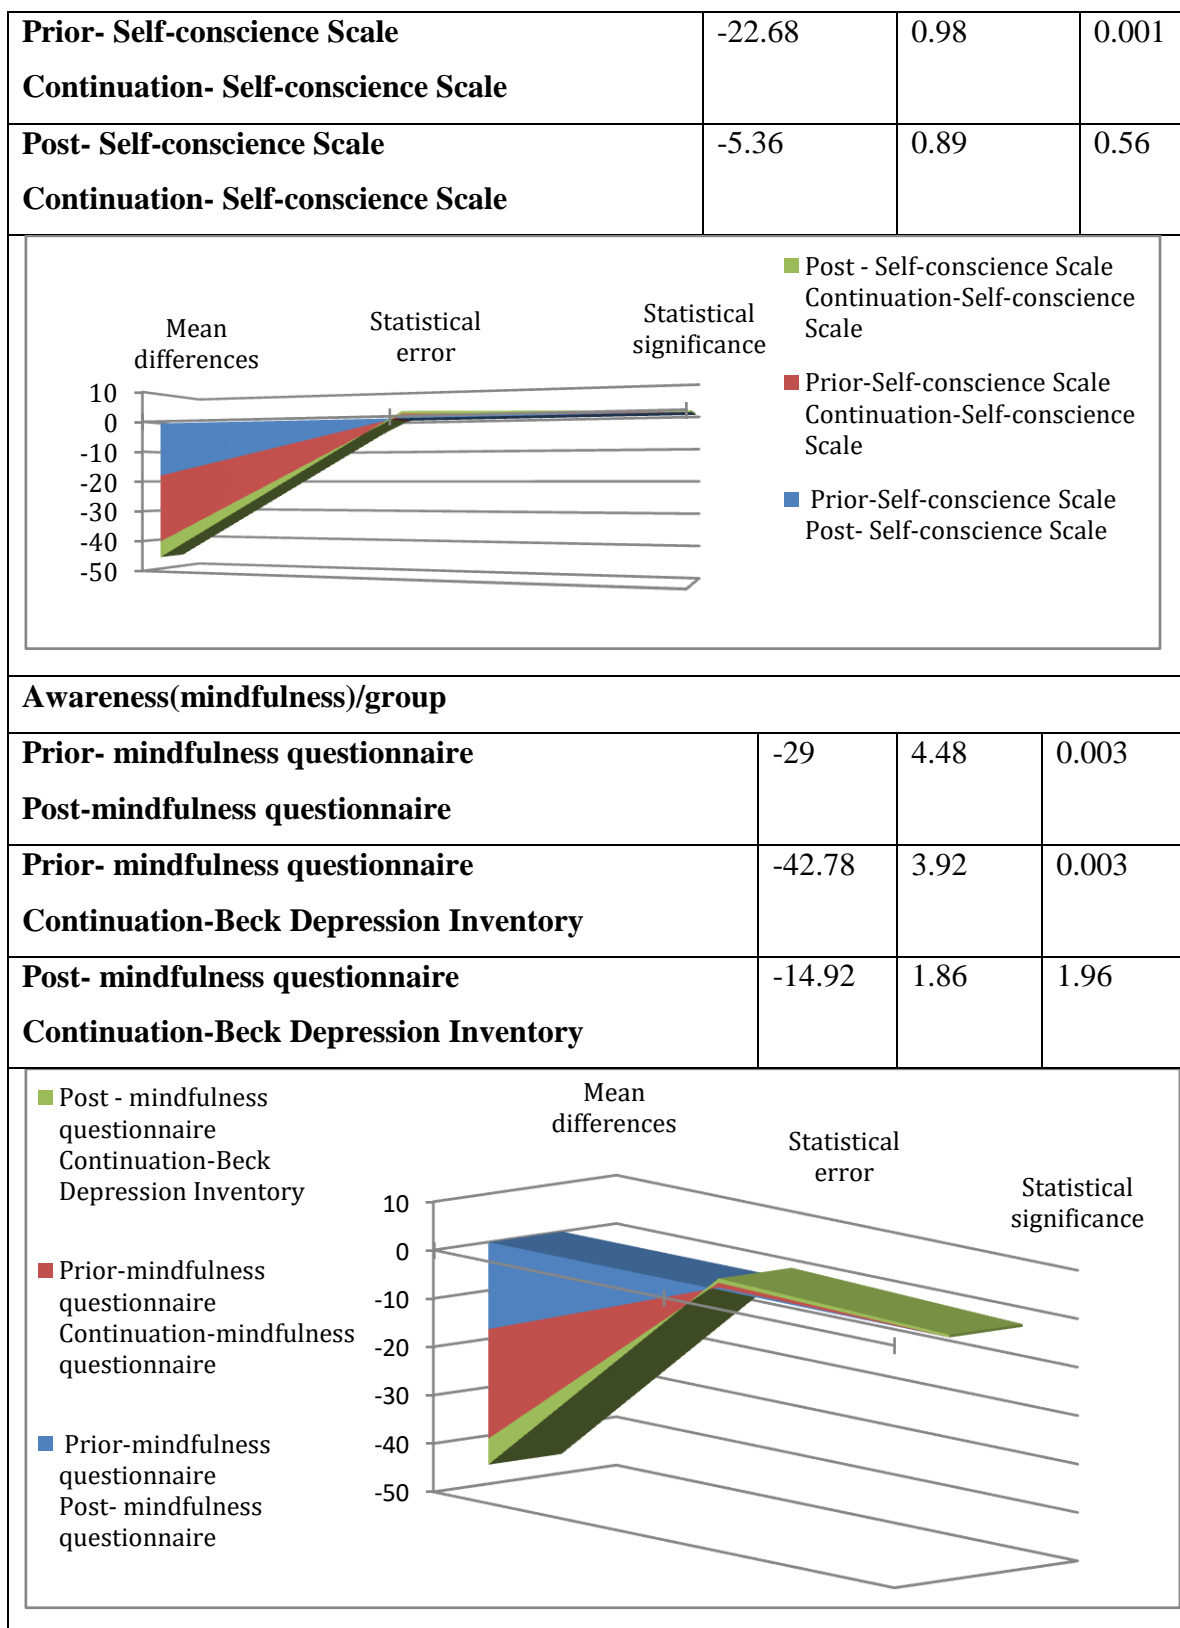 Prior- Self-conscience Scale -22.68 0.98 0.001
Continuation- Self-conscience Scale
Post- Self-conscience Scale -5.36 0.89 0.56
Continuation- Self-conscience Scale
Mean
differences
Statistical
error
Statistical
significance
10
0
-10
-20
-30
-40
-50
Post - Self-conscience Scale
Continuation-Self-conscience
Scale
Prior-Self-conscience Scale
Continuation-Self-conscience
Scale
Prior-Self-conscience Scale
Post- Self-conscience Scale
Awareness(mindfulness)/group
Prior- mindfulness questionnaire -29 4.48 0.003
Post-mindfulness questionnaire
Prior- mindfulness questionnaire -42.78 3.92 0.003
Continuation-Beck Depression Inventory
Post- mindfulness questionnaire -14.92 1.86 1.96
Continuation-Beck Depression Inventory
Post - mindfulness
questionnaire
Continuation-Beck
Depression Inventory
Prior-mindfulness
questionnaire
Continuation-mindfulness
questionnaire
Prior-mindfulness
questionnaire
Post- mindfulness
questionnaire
Mean
differences
Statistical
error
Statistical
significance
10
0
-10
-20
-30
-40
-50